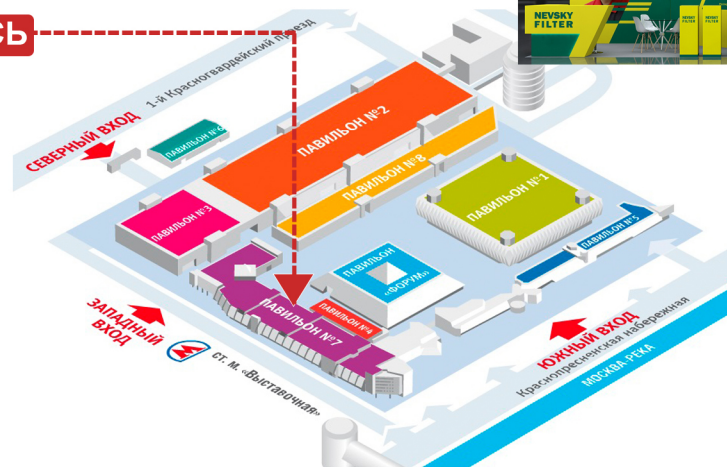 СЬ
NEVSKY
FILTER
1-й Красногвардейский проезд
СЕВЕРНЫЙ ВХОД
ПАВИЛЬОН №6
ПАВИЛЬОН №2
ПАВИЛЬОН №8
ПАВИЛЬОН №3
ПАВИЛЬОН №1
ПАВИЛЬОН №5
ПАВИЛЬОН
«ФОРУМ»
ПАВИЛЬОН №4
ПАВИЛЬОН №7
ЗАПАДНЫЙ
ВХОД
М
ст. м. «Выставочная»
ЮЖНЫЙ ВХОД
Краснопресненская набережная
МОСКВА-РЕКА